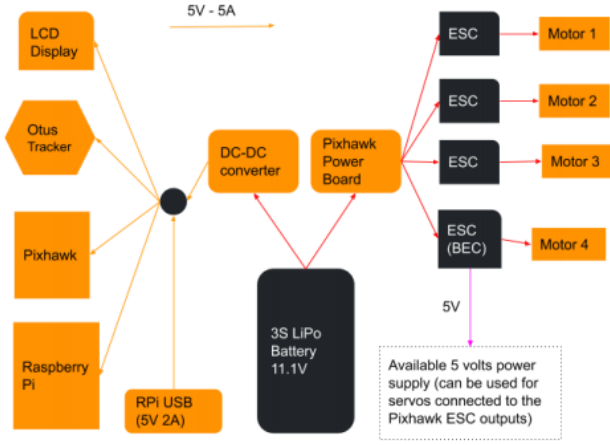 5V - 5A
LCD
Display
Otus
Tracker
Pixhawk
Raspberry
Pi
RPi USB
(5V 2A)
DC-DC
converter
Pixhawk
Power
Board
3S LiPo
Battery
11.1V
ESC
Motor 1
ESC
Motor 2
ESC
Motor 3
ESC
(BEC)
Motor 4
5V
Available 5 volts power
supply (can be used for
servos connected to the
Pixhawk ESC outputs)